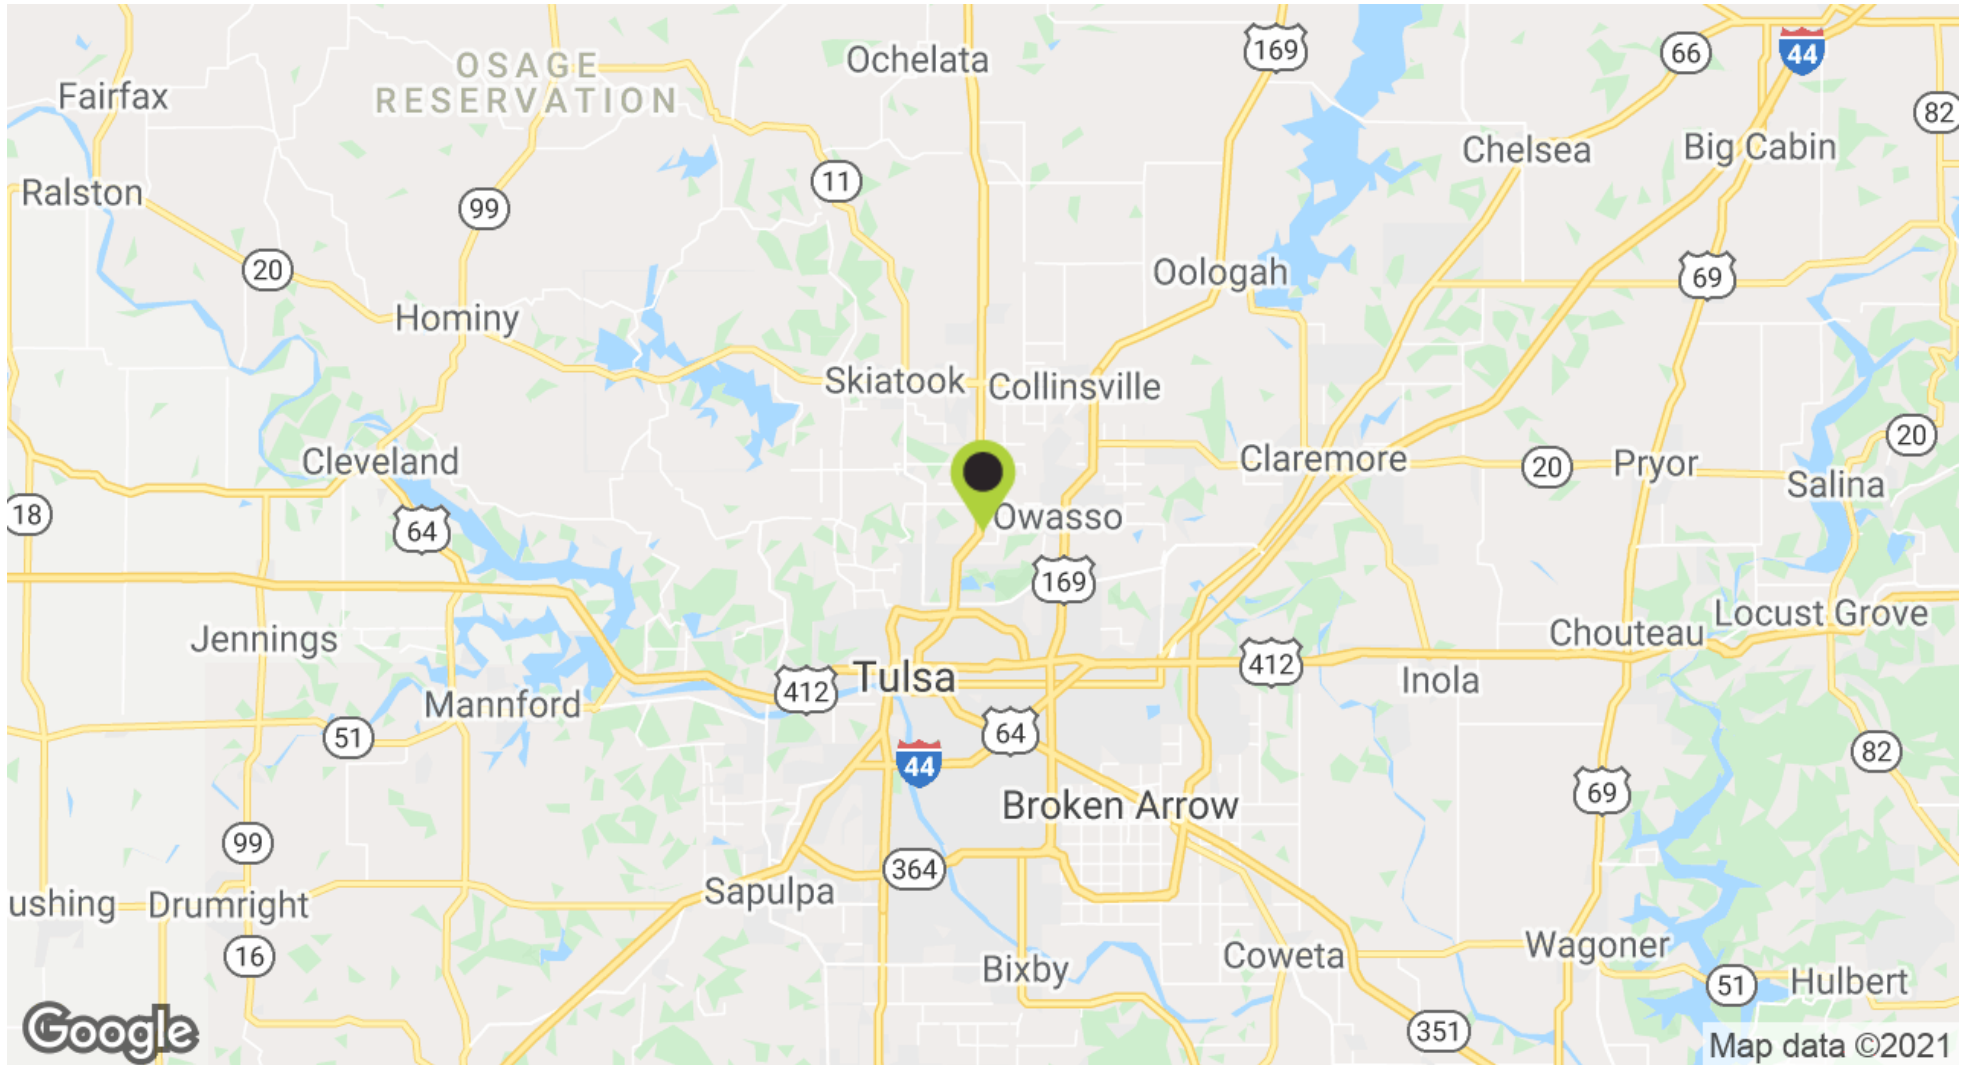 169
66
44
OSAGE
RESERVATION
Ochelata
Fairfax
82
Chelsea
Big Cabin
11
Ralston
99
20
Oologah
69
Hominy
Skiatook
Collinsville
20
Cleveland
Claremore
20
Pryor
Salina
18
64
Owasso
169
Jennings
Locust Grove
Chouteau
412
Tulsa
412
Inola
Mannford
51
64
82
44
69
Broken Arrow
99
364
Sapulpa
ushing
Drumright
16
Bixby
Coweta
Wagoner
51
Hulbert
Google
351
Map data ©2021